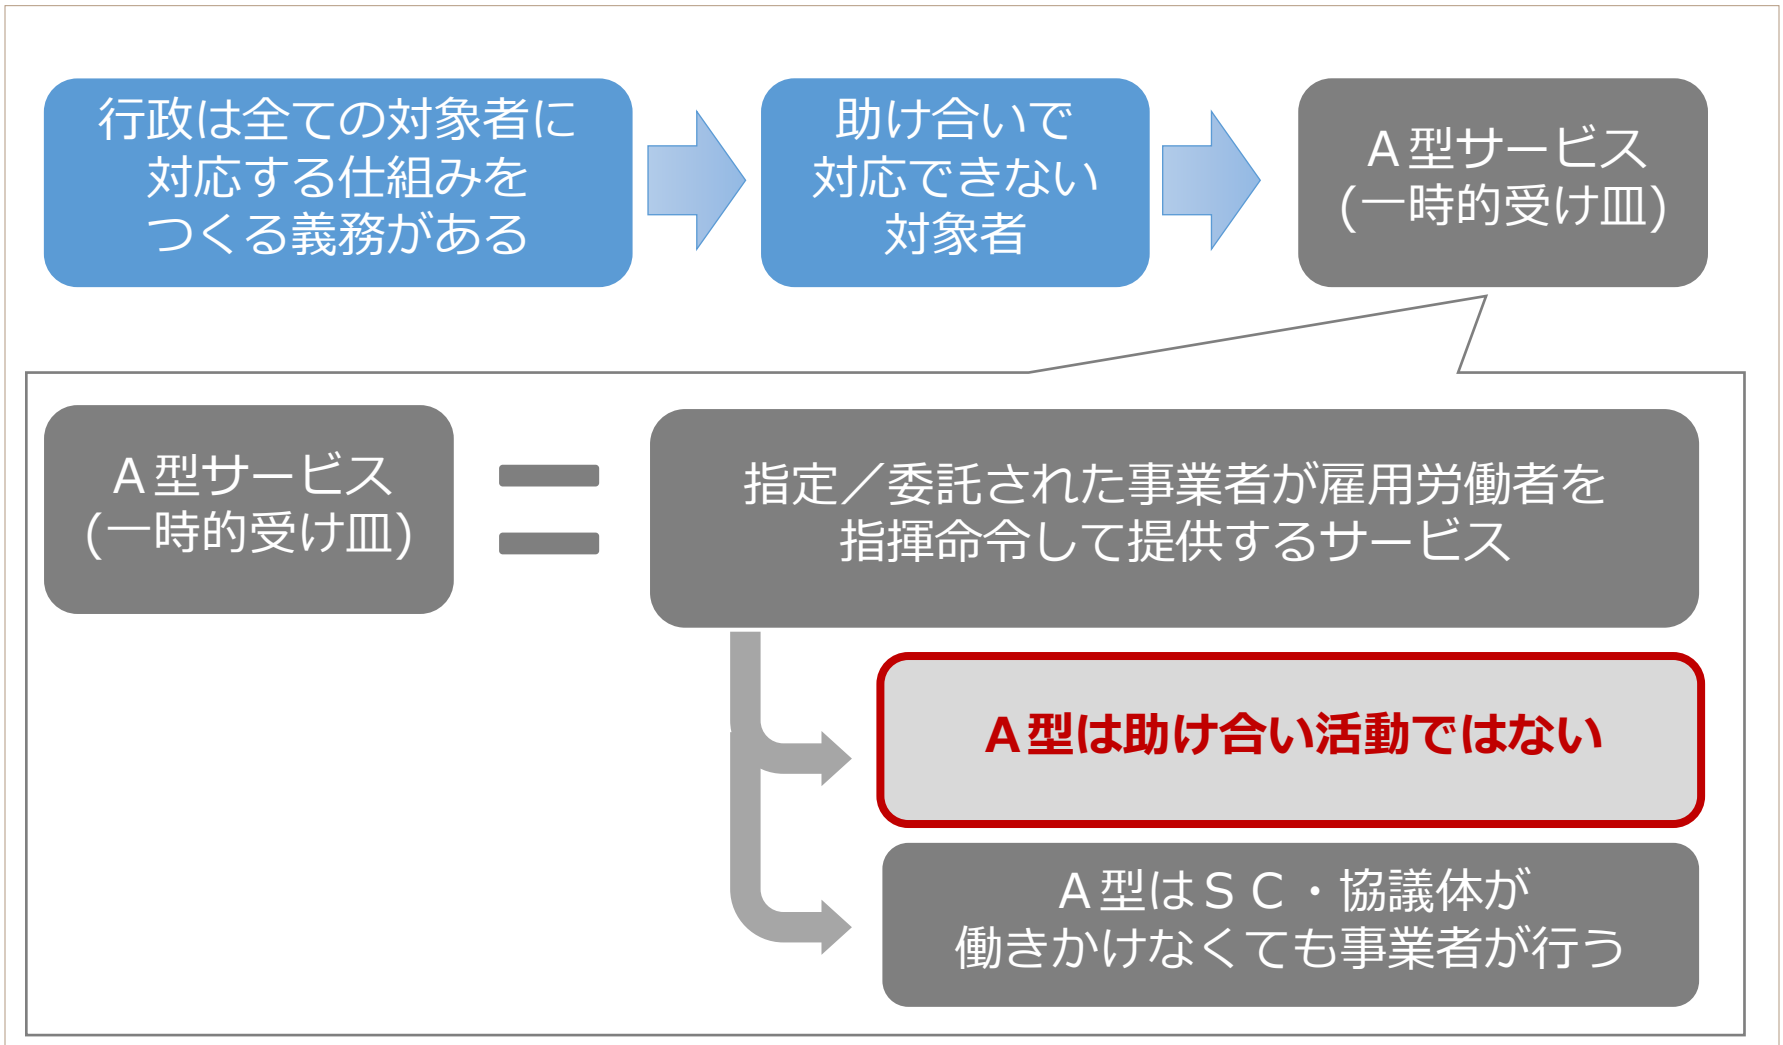 行政は全ての対象者に
対応する仕組みを
つくる義務がある
助け合いで
対応できない
対象者
Ａ型サービス
(一時的受け皿)
Ａ型サービス
(一時的受け皿)
＝
指定／委託された事業者が雇用労働者を
指揮命令して提供するサービス
Ａ型は助け合い活動ではない
Ａ型はＳＣ・協議体が
働きかけなくても事業者が行う